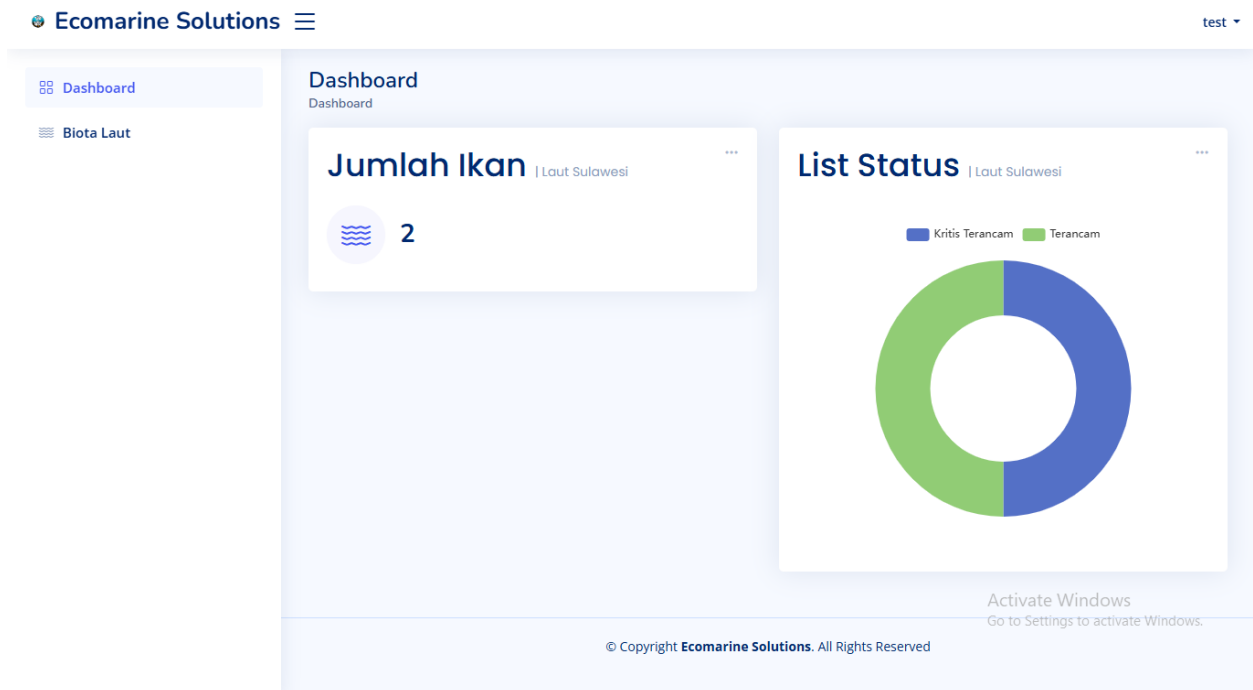 Ecomarine Solutions
test
Dashboard
Biota Laut
Dashboard
Dashboard
Jumlah Ikan | Laut Sulawesi
2
List Status | Laut Sulawesi
Kritis Terancam Terancam
Activate Windows
Go to Settings to activate Windows.
© Copyright Ecomarine Solutions. All Rights Reserved